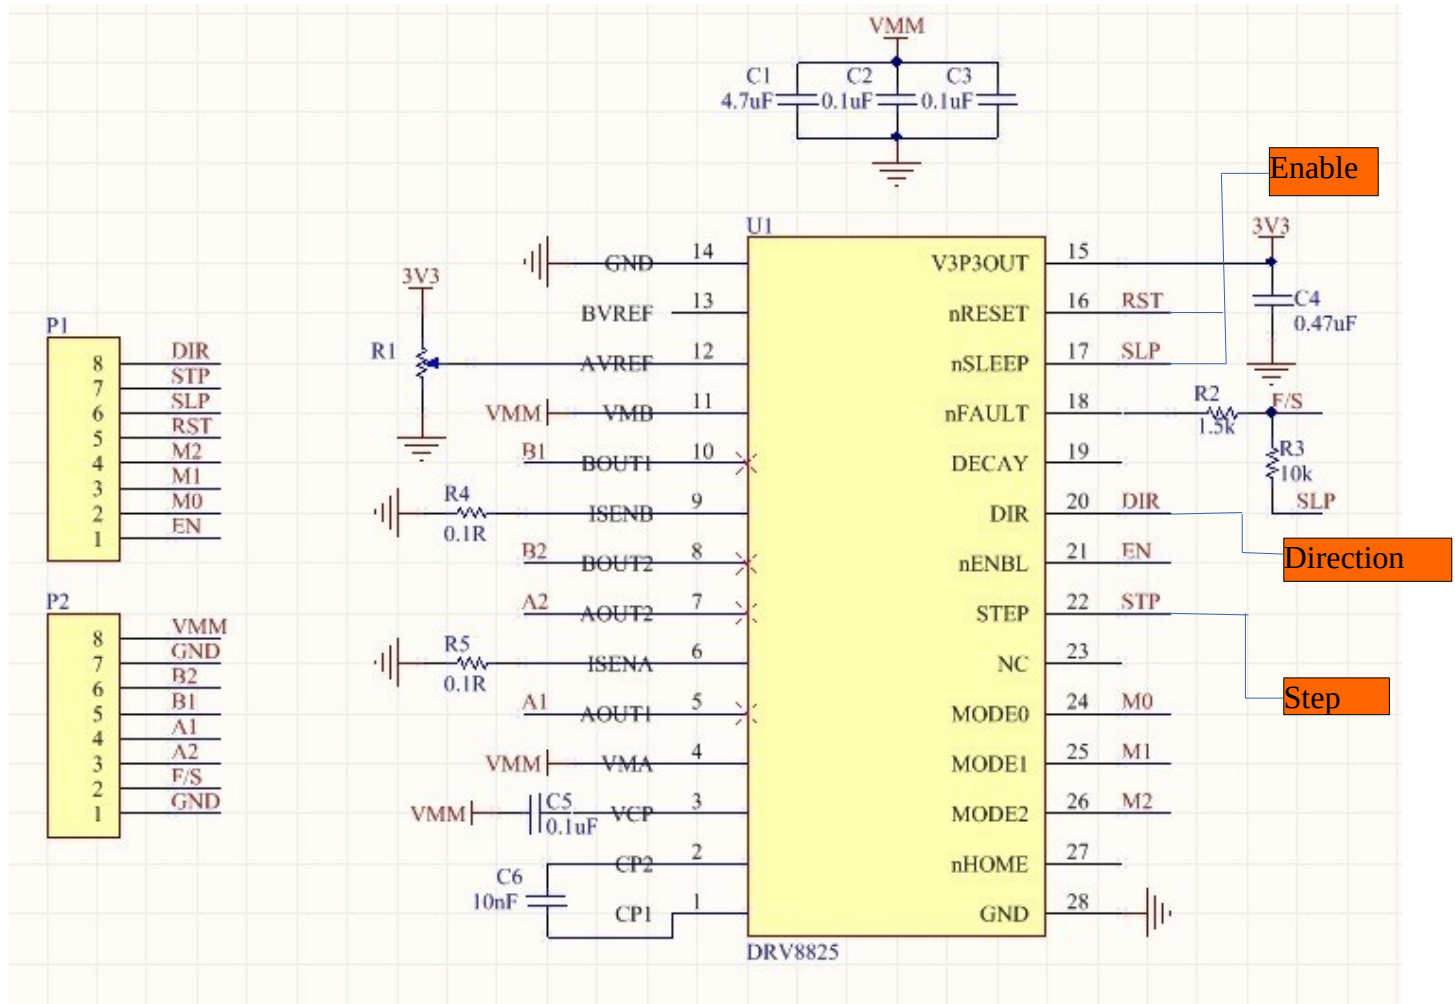 VMM
C1
4.7uF
C2
0.1uF
C3
0.1uF
Enable
3V3
C4
0.47uF
U1
DRV8825
14 GND
13 BVREF
12 AVREF
11 VMB VMM
10 BOUT1 B1
9 ISENB
8 BOUT2 B2
7 AOUT2 A2
6 ISENA
5 AOUT1 A1
4 VMA VMM
3 VCP VMM
2 CP2
1 CP1
3V3
R1
R4
0.1R
R5
0.1R
C5
0.1uF
C6
10nF
V3P3OUT 15
nRESET 16 RST
nSLEEP 17 SLP
nFAULT 18
DECAY 19
DIR 20 DIR
nENBL 21 EN
STEP 22 STP
NC 23
MODE0 24 M0
MODE1 25 M1
MODE2 26 M2
nHOME 27
GND 28
R2
1.5k
F/S
R3
10k
SLP
Direction
Step
P1
8 DIR
7 STP
6 SLP
5 RST
4 M2
3 M1
2 M0
1 EN
P2
8 VMM
7 GND
6 B2
5 B1
4 A1
3 A2
2 F/S
1 GND